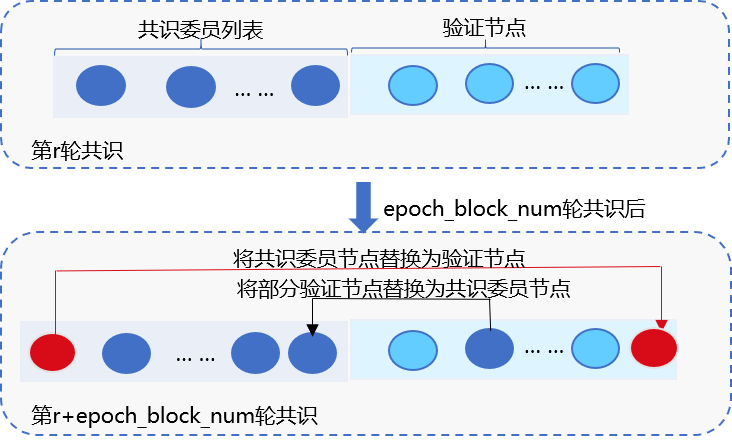 共识委员列表
验证节点
... ...
... ...
第r轮共识
epoch_block_num轮共识后
将共识委员节点替换为验证节点
将部分验证节点替换为共识委员节点
... ...
... ...
第r+epoch_block_num轮共识